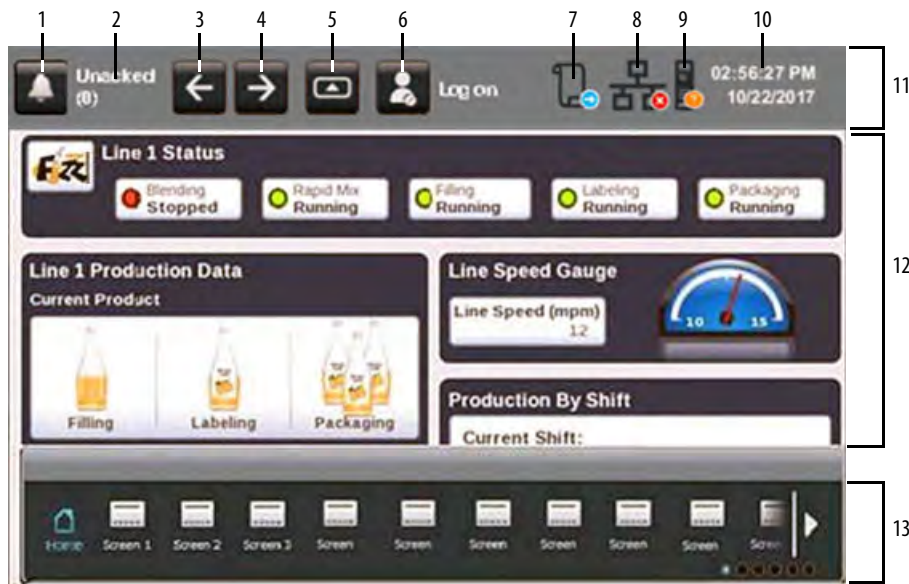 1 2 3 4 5 6 7 8 9 10
Unacked
(0)
Log on
02:56:27 PM
10/22/2017
11
Fizz
Line 1 Status
Blending
Stopped
Rapid Mix
Running
Filling
Running
Labeling
Running
Packaging
Running
12
Line 1 Production Data
Current Product
Filling
Labeling
Packaging
Line Speed Gauge
Line Speed (mpm)
12
10 15
Production By Shift
Current Shift:
13
Home
Screen 1
Screen 2
Screen 3
Screen
Screen
Screen
Screen
Screen
Screen